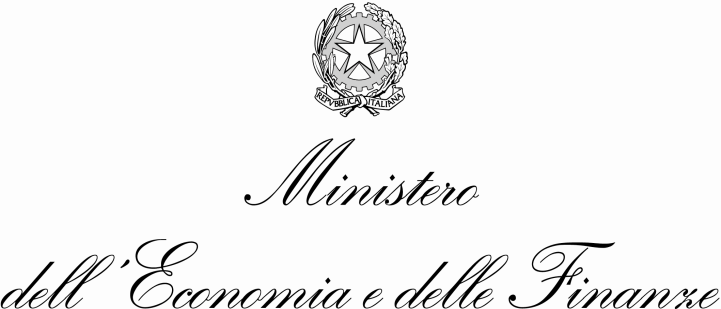 REPVBBLICA ITALIANA
Ministero
dell'Economia e delle Finanze